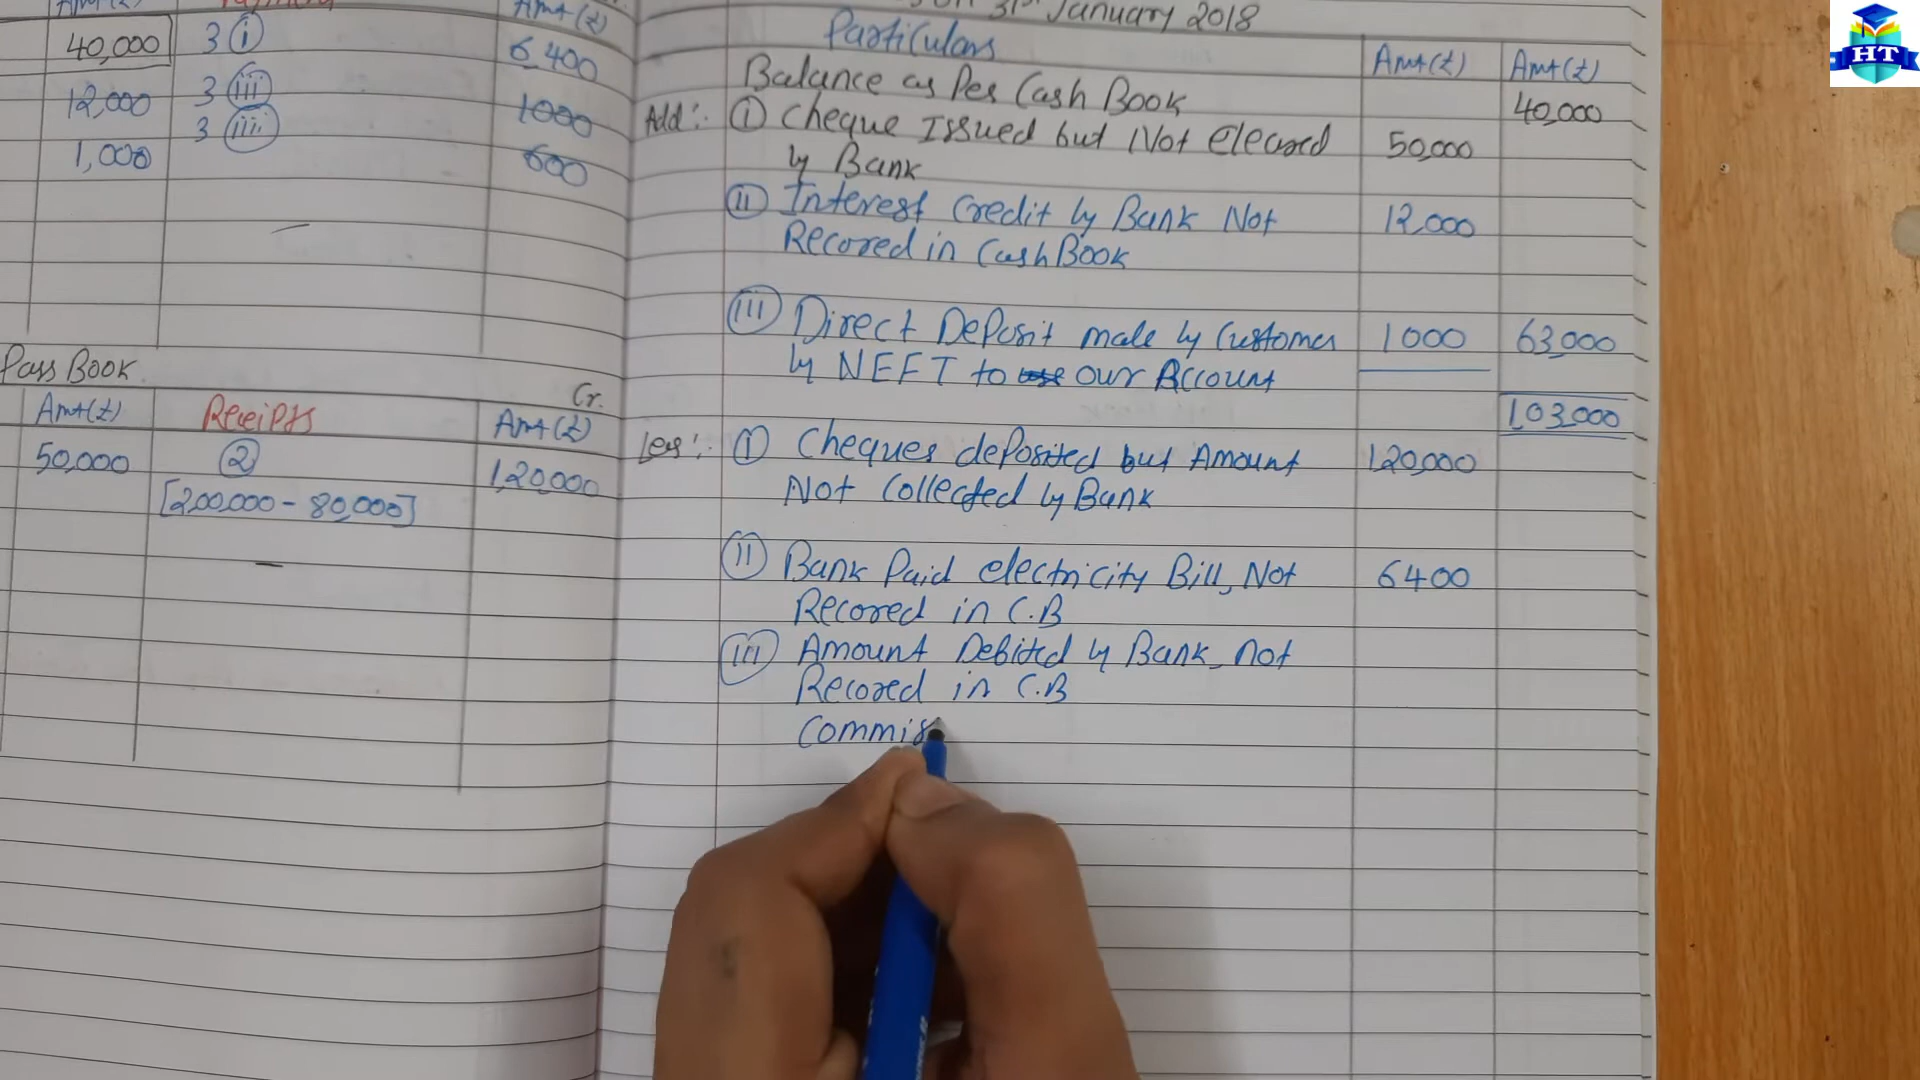 Amt(₹) Payment Amt(₹)
40,000 3 (i) 6,400
12,000 3 (iii) 1000
1,000 3 (iii) 600
Pass Book
Cr.
Amt(₹) Receipts Amt(₹)
50,000 (2) 1,20,000
[2,00,000 - 80,000]
31st January 2018
Particulars Amt(₹) Amt(₹)
Balance as Per Cash Book 40,000
Add:- (i) Cheque Issued but Not Cleared 50,000
by Bank
(ii) Interest Credit by Bank Not 12,000
Recored in Cash Book
(iii) Direct Deposit made by Customer 1000 63,000
by NEFT to our Account
1,03,000
Less:- (i) Cheques deposited but Amount 1,20,000
Not Collected by Bank
(ii) Bank Paid electricity Bill, Not 6400
Recored in C.B
(iii) Amount Debited by Bank, not
Recored in C.B
Commis
HT